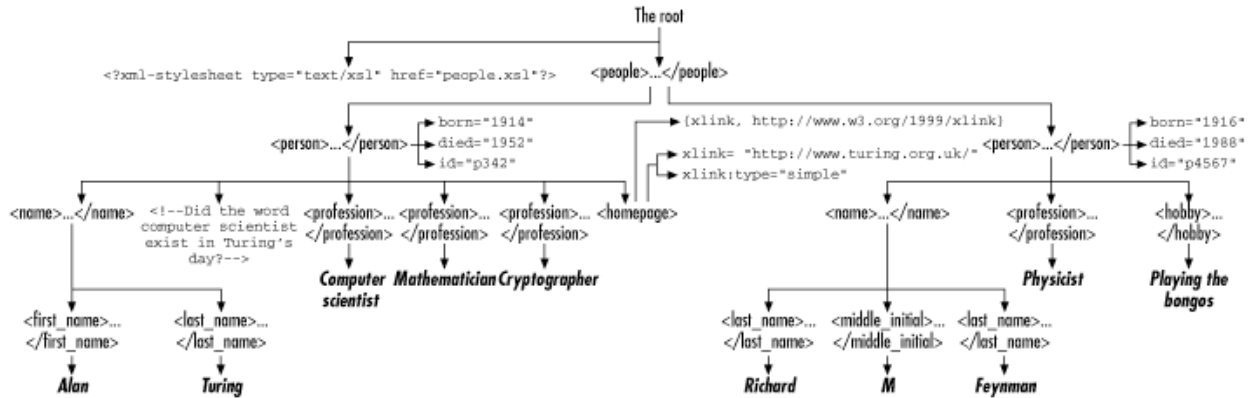 The root
<?xml-stylesheet type="text/xsl" href="people.xsl"?>
<people>...</people>
<person>...</person>
born="1914"
died="1952"
id="p342"
{xlink, http://www.w3.org/1999/xlink}
xlink= "http://www.turing.org.uk/"
xlink:type="simple"
<person>...</person>
born="1916"
died="1988"
id="p4567"
<name>...</name>
<!--Did the word
computer scientist
exist in Turing's
day?-->
<profession>...
</profession>
Computer
scientist
<profession>...
</profession>
Mathematician
<profession>...
</profession>
Cryptographer
<homepage>
<name>...</name>
<profession>...
</profession>
Physicist
<hobby>...
</hobby>
Playing the
bongos
<first_name>...
</first_name>
Alan
<last_name>...
</last_name>
Turing
<last_name>...
</last_name>
Richard
<middle_initial>...
</middle_initial>
M
<last_name>...
</last_name>
Feynman